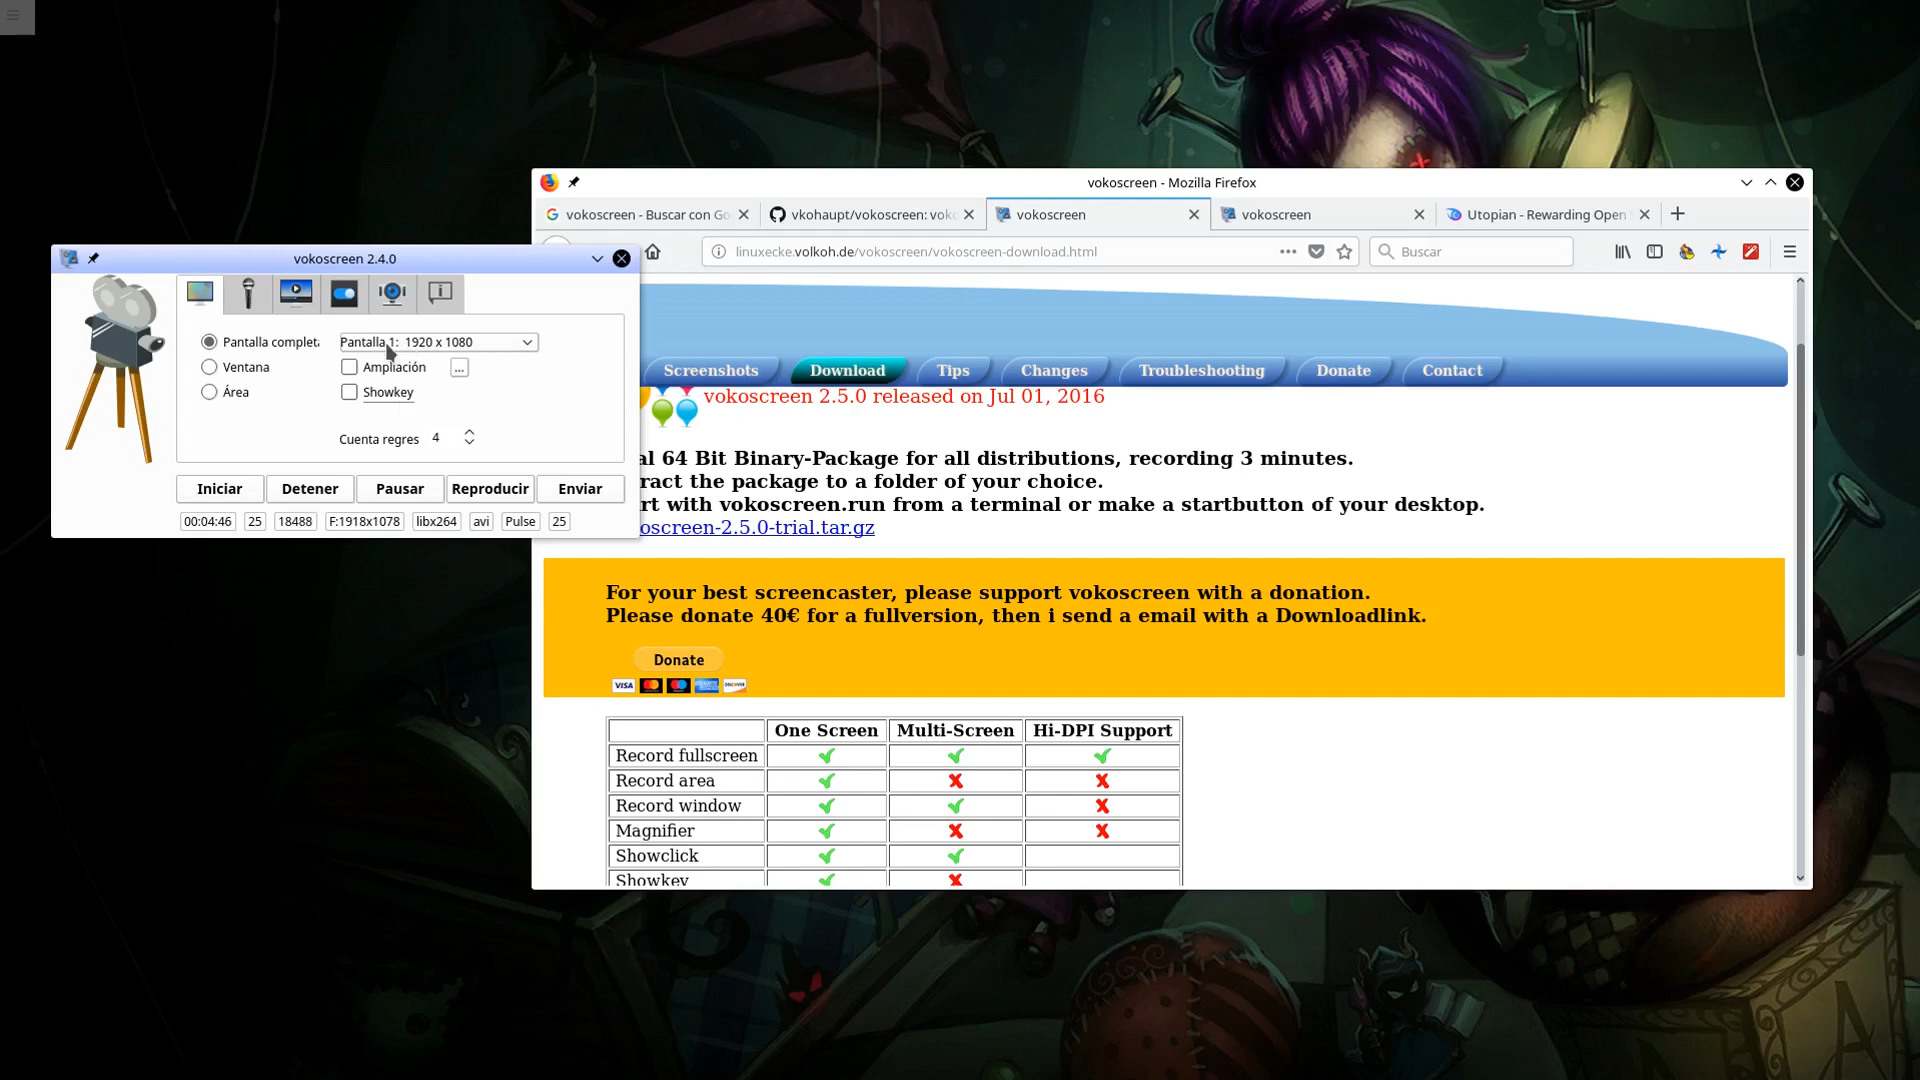 vokoscreen - Mozilla Firefox
vokoscreen - Buscar con Go
vkohaupt/vokoscreen: voko
vokoscreen
vokoscreen
Utopian - Rewarding Open
linuxecke.volkoh.de/vokoscreen/vokoscreen-download.html
Buscar
vokoscreen 2.4.0
Pantalla complet
Pantalla 1: 1920 x 1080
Ventana
Ampliación
...
Área
Showkey
Cuenta regres 4
Iniciar
Detener
Pausar
Reproducir
Enviar
00:04:46
25
18488
F:1918x1078
libx264
avi
Pulse
25
Screenshots
Download
Tips
Changes
Troubleshooting
Donate
Contact
vokoscreen 2.5.0 released on Jul 01, 2016
al 64 Bit Binary-Package for all distributions, recording 3 minutes.
ract the package to a folder of your choice.
rt with vokoscreen.run from a terminal or make a startbutton of your desktop.
oscreen-2.5.0-trial.tar.gz
For your best screencaster, please support vokoscreen with a donation.
Please donate 40€ for a fullversion, then i send a email with a Downloadlink.
Donate
VISA
One Screen Multi-Screen Hi-DPI Support
Record fullscreen
Record area
Record window
Magnifier
Showclick
Showkey